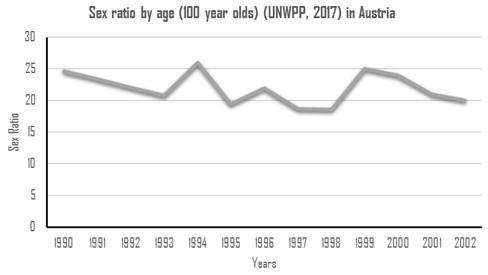 Sex ratio by age (100 year olds) (UNWPP, 2017) in Austria
30
25
20
15
10
5
0
Sex Ratio
1990 1991 1992 1993 1994 1995 1996 1997 1998 1999 2000 2001 2002
Years